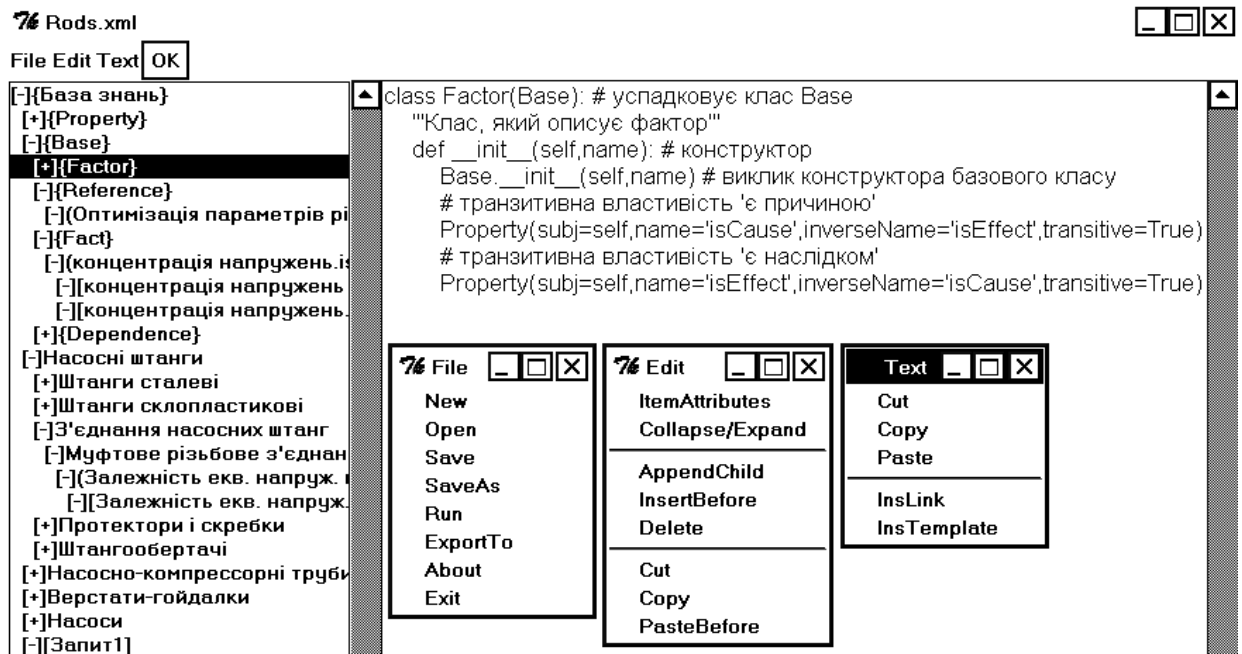 Rods.xml
File Edit Text OK
[-]{База знань}
[+]{Property}
[-]{Base}
[+]{Factor}
[-]{Reference}
[-](Оптимізація параметрів рі
[-]{Fact}
[-](концентрація напружень.is
[-][концентрація напружень
[-][концентрація напружень.
[+]{Dependence}
[-]Насосні штанги
[+]Штанги сталеві
[+]Штанги склопластикові
[-]З'єднання насосних штанг
[-]Муфтове різьбове з'єднан
[-](Залежність екв. напруж.
[-][Залежність екв. напруж.
[+]Протектори і скребки
[+]Штангообертачі
[+]Насосно-компрессорні труби
[+]Верстати-гойдалки
[+]Насоси
[-][Запит1]
class Factor(Base): # успадковує клас Base
'''Клас, який описує фактор'''
def __init__(self,name): # конструктор
Base.__init__(self,name) # виклик конструктора базового класу
# транзитивна властивість 'є причиною'
Property(subj=self,name='isCause',inverseName='isEffect',transitive=True)
# транзитивна властивість 'є наслідком'
Property(subj=self,name='isEffect',inverseName='isCause',transitive=True)
File
New
Open
Save
SaveAs
Run
ExportTo
About
Exit
Edit
ItemAttributes
Collapse/Expand
AppendChild
InsertBefore
Delete
Cut
Copy
PasteBefore
Text
Cut
Copy
Paste
InsLink
InsTemplate